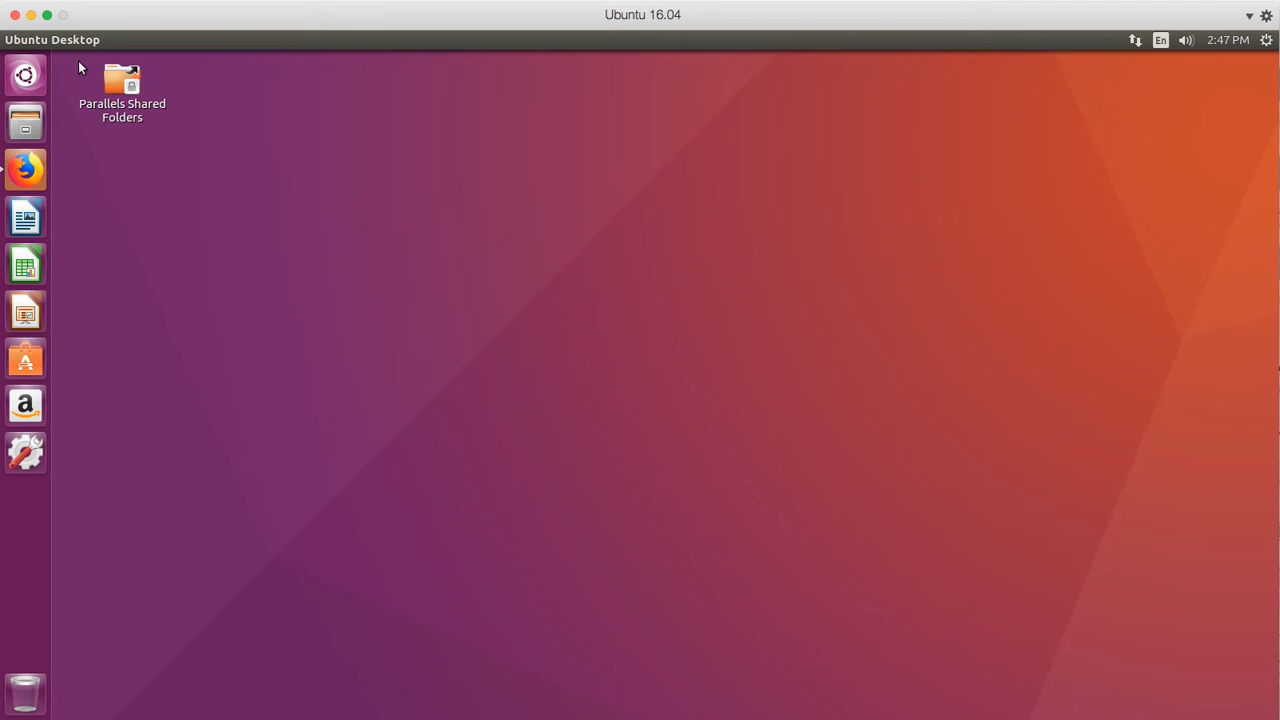 Ubuntu 16.04
Ubuntu Desktop
En
2:47 PM
Parallels Shared
Folders
a